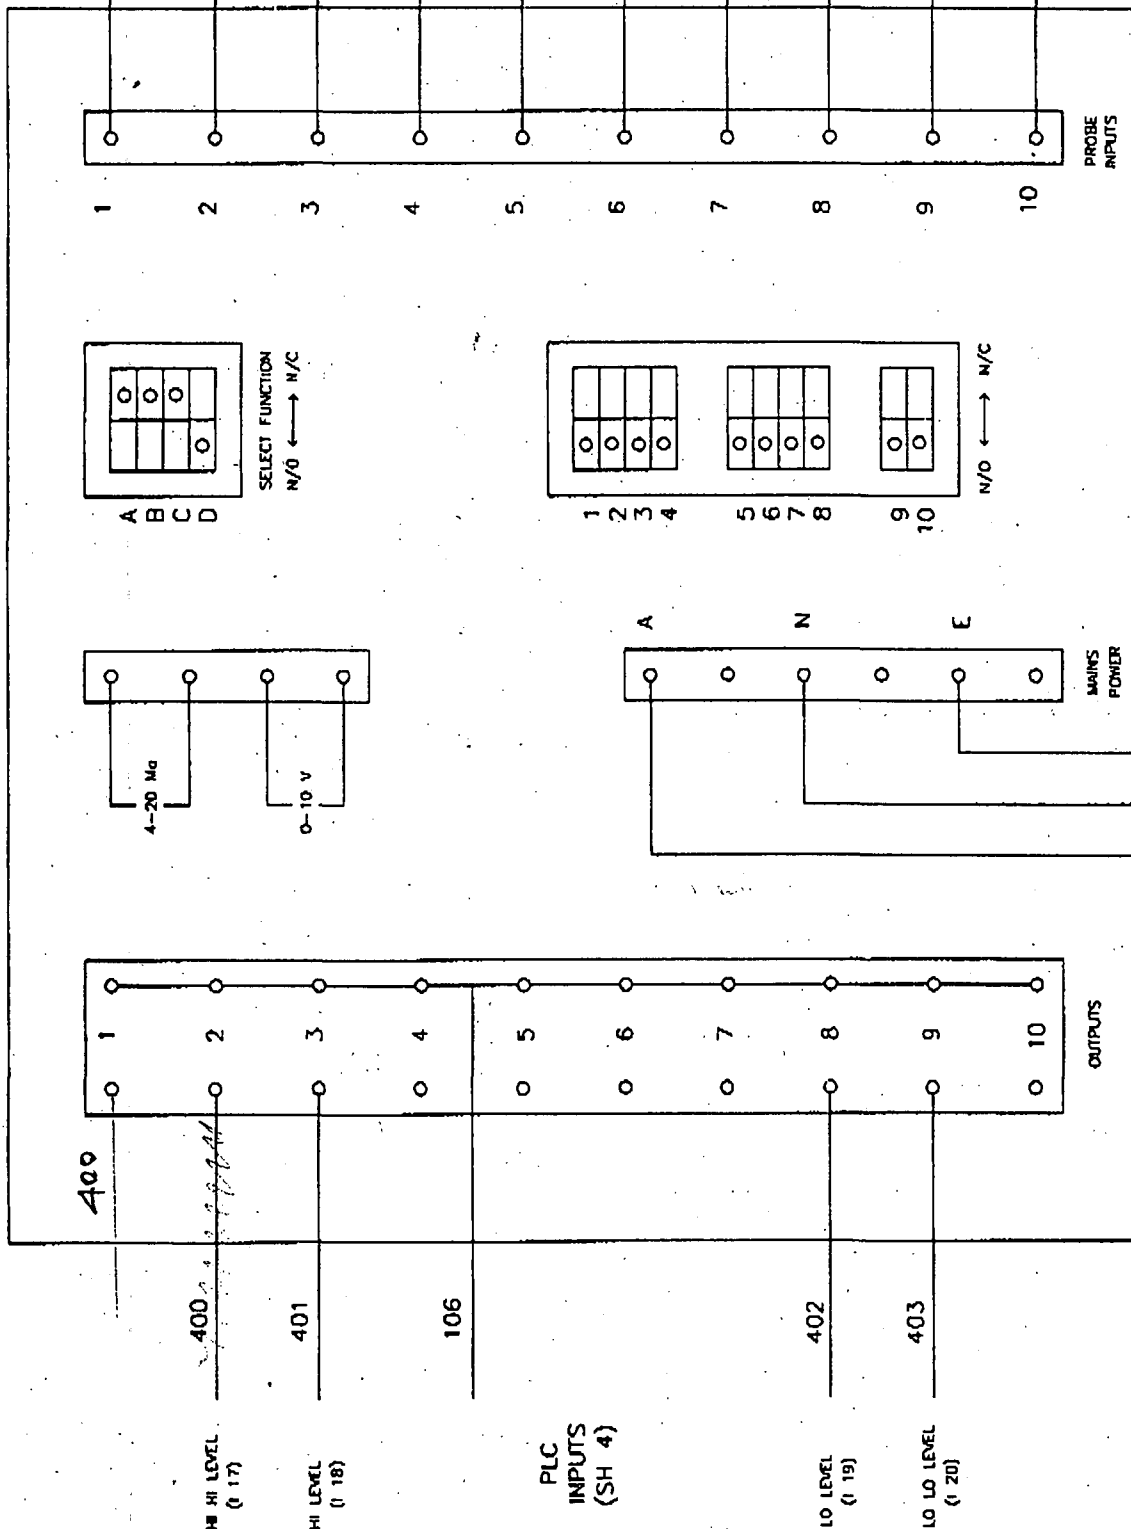 PROBE
INPUTS
1
2
3
4
5
6
7
8
9
10
SELECT FUNCTION
N/O ⟷ N/C
A
B
C
D
N/O ⟷ N/C
1
2
3
4
5
6
7
8
9
10
4-20 Ma
0-10 V
A
N
E
MAINS
POWER
1
2
3
4
5
6
7
8
9
10
OUTPUTS
400
400
401
106
402
403
HI HI LEVEL
(I 17)
HI LEVEL
(I 18)
PLC
INPUTS
(SH 4)
LO LEVEL
(I 19)
LO LO LEVEL
(I 20)